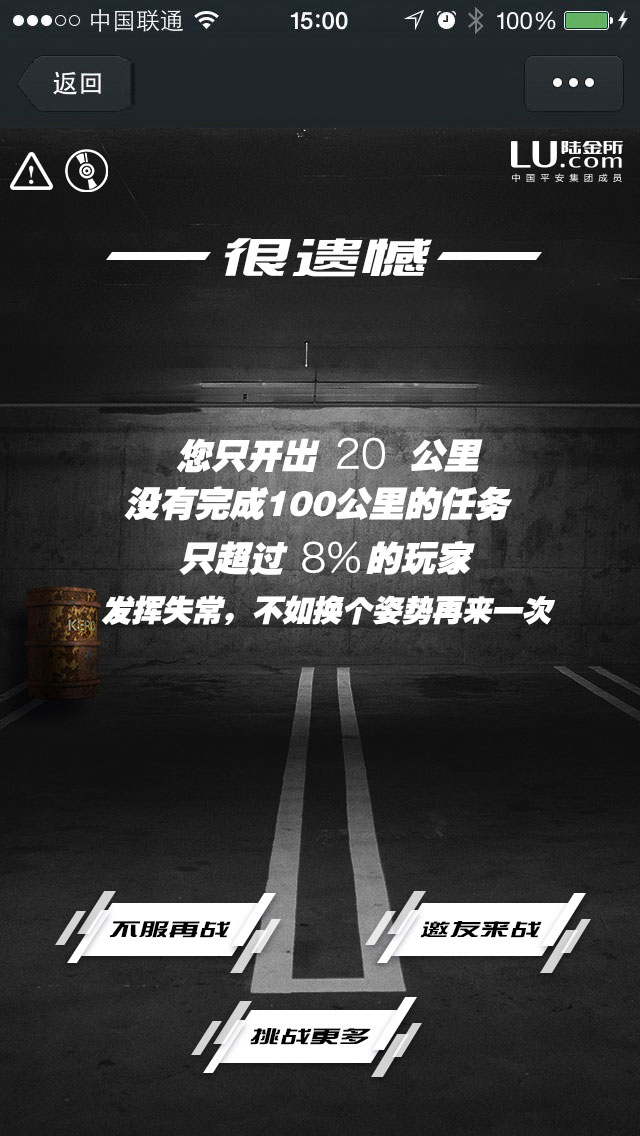 中国联通 15:00 100%
返回
LU 陆金所
.com
中国平安集团成员
很遗憾
您只开出 20 公里
没有完成100公里的任务
只超过 8%的玩家
发挥失常，不如换个姿势再来一次
不服再战
邀友来战
挑战更多